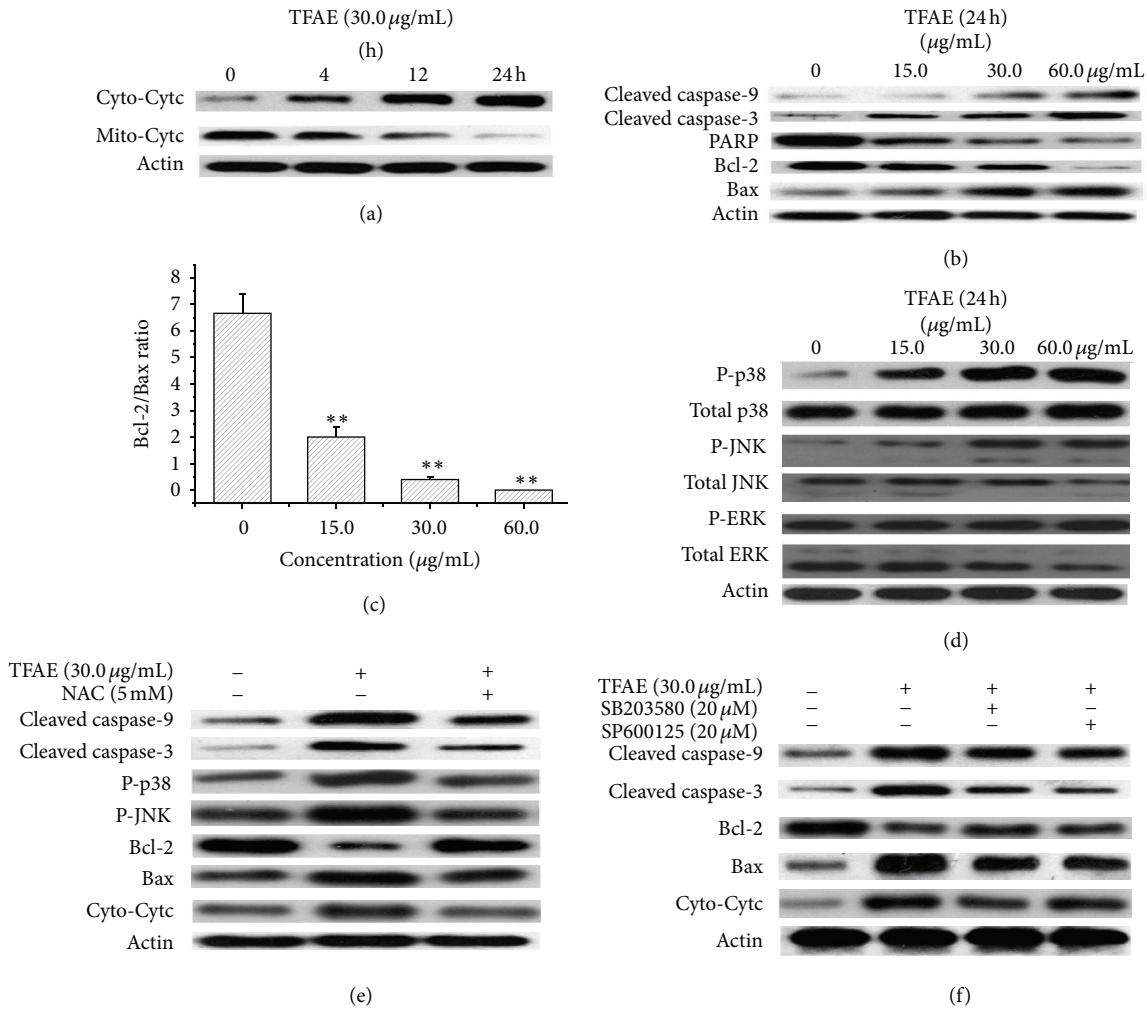 TFAE (30.0 μg/mL)
(h)
0 4 12 24 h
Cyto-Cytc
Mito-Cytc
Actin
(a)
TFAE (24 h)
(μg/mL)
0 15.0 30.0 60.0 μg/mL
Cleaved caspase-9
Cleaved caspase-3
PARP
Bcl-2
Bax
Actin
(b)
8
7
6
5
4
3
2
1
0
Bcl-2/Bax ratio
** ** **
0 15.0 30.0 60.0
Concentration (μg/mL)
(c)
TFAE (24 h)
(μg/mL)
0 15.0 30.0 60.0 μg/mL
P-p38
Total p38
P-JNK
Total JNK
P-ERK
Total ERK
Actin
(d)
TFAE (30.0 μg/mL) − + +
NAC (5 mM) − − +
Cleaved caspase-9
Cleaved caspase-3
P-p38
P-JNK
Bcl-2
Bax
Cyto-Cytc
Actin
(e)
TFAE (30.0 μg/mL) − + + +
SB203580 (20 μM) − − + −
SP600125 (20 μM) − − − +
Cleaved caspase-9
Cleaved caspase-3
Bcl-2
Bax
Cyto-Cytc
Actin
(f)